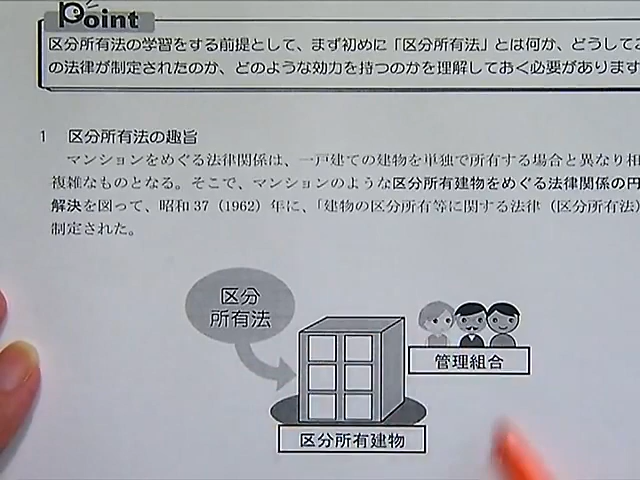 Point
区分所有法の学習をする前提として、まず初めに「区分所有法」とは何か、どうしてこ
の法律が制定されたのか、どのような効力を持つのかを理解しておく必要があります
1 区分所有法の趣旨
マンションをめぐる法律関係は、一戸建ての建物を単独で所有する場合と異なり相
複雑なものとなる。そこで、マンションのような区分所有建物をめぐる法律関係の円
解決を図って、昭和37(1962)年に、「建物の区分所有等に関する法律(区分所有法)
制定された。
区分
所有法
管理組合
区分所有建物